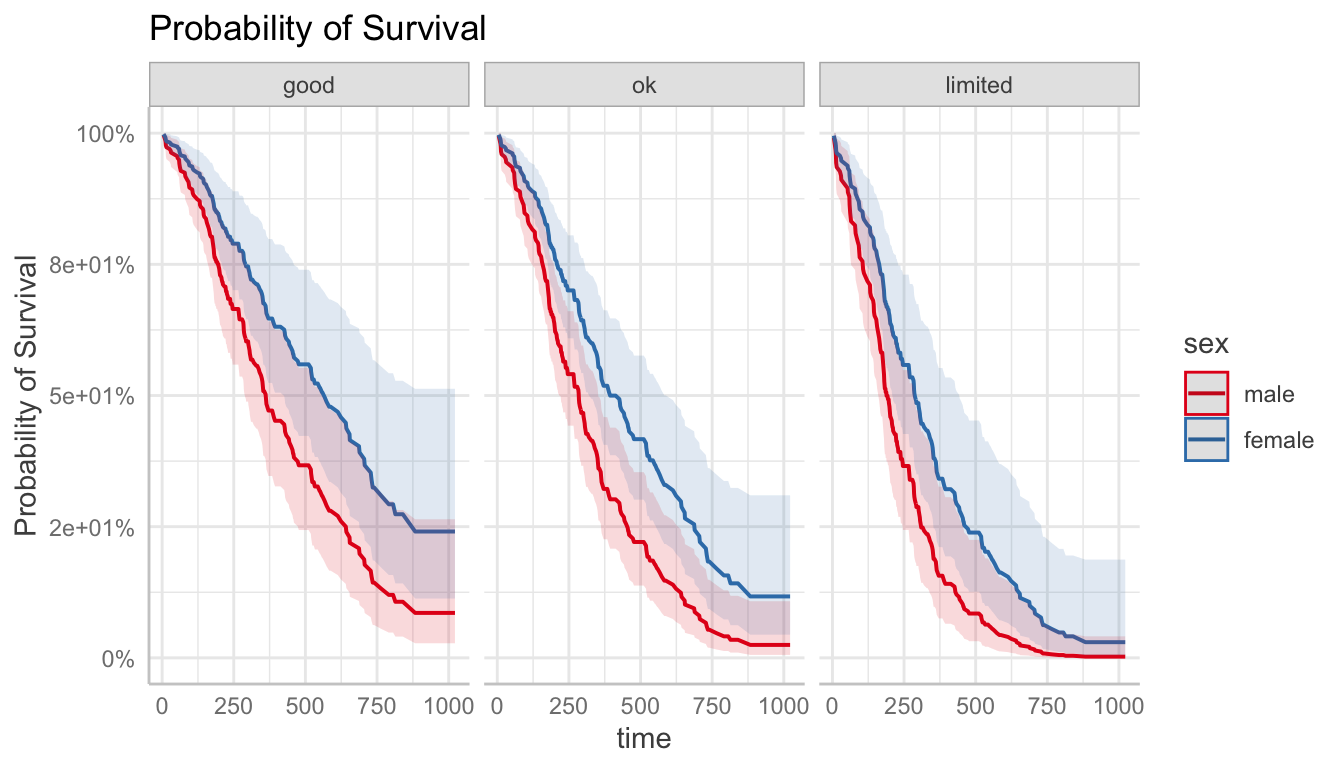 Probability of Survival
good ok limited
100%
8e+01%
5e+01%
2e+01%
0%
Probability of Survival
0 250 500 750 1000 0 250 500 750 1000 0 250 500 750 1000
time
sex
male
female